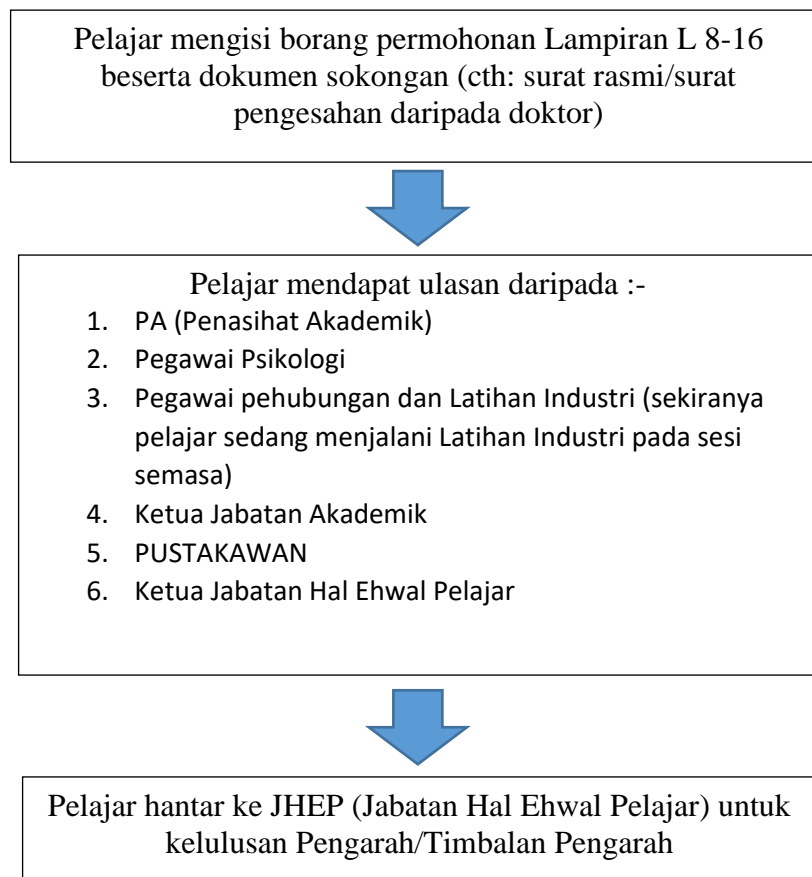 Pelajar mengisi borang permohonan Lampiran L 8-16
beserta dokumen sokongan (cth: surat rasmi/surat
pengesahan daripada doktor)
Pelajar mendapat ulasan daripada :-
1. PA (Penasihat Akademik)
2. Pegawai Psikologi
3. Pegawai pehubungan dan Latihan Industri (sekiranya
pelajar sedang menjalani Latihan Industri pada sesi
semasa)
4. Ketua Jabatan Akademik
5. PUSTAKAWAN
6. Ketua Jabatan Hal Ehwal Pelajar
Pelajar hantar ke JHEP (Jabatan Hal Ehwal Pelajar) untuk
kelulusan Pengarah/Timbalan Pengarah